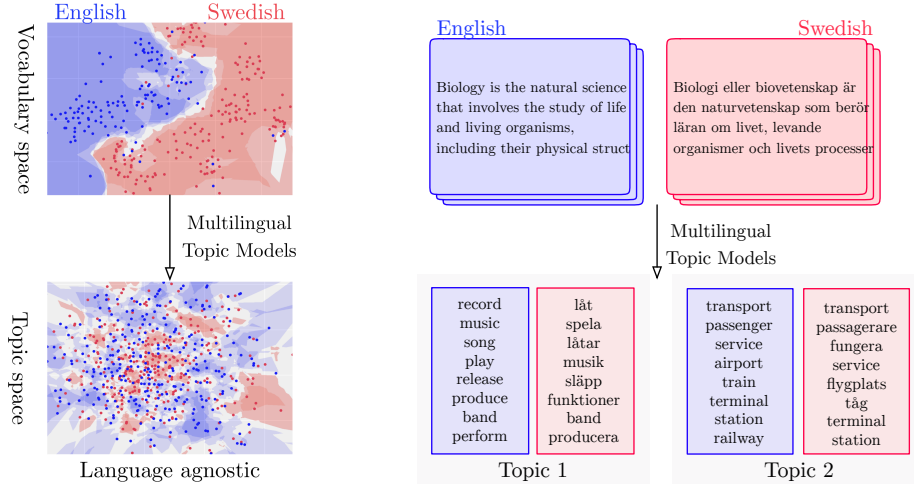 English
Swedish
Vocabulary space
Multilingual
Topic Models
Topic space
Language agnostic
English
Swedish
Biology is the natural science
that involves the study of life
and living organisms,
including their physical struct
Biologi eller biovetenskap är
den naturvetenskap som berör
läran om livet, levande
organismer och livets processer
Multilingual
Topic Models
record
music
song
play
release
produce
band
perform
låt
spela
låtar
musik
släpp
funktioner
band
producera
Topic 1
transport
passenger
service
airport
train
terminal
station
railway
transport
passagerare
fungera
service
flygplats
tåg
terminal
station
Topic 2